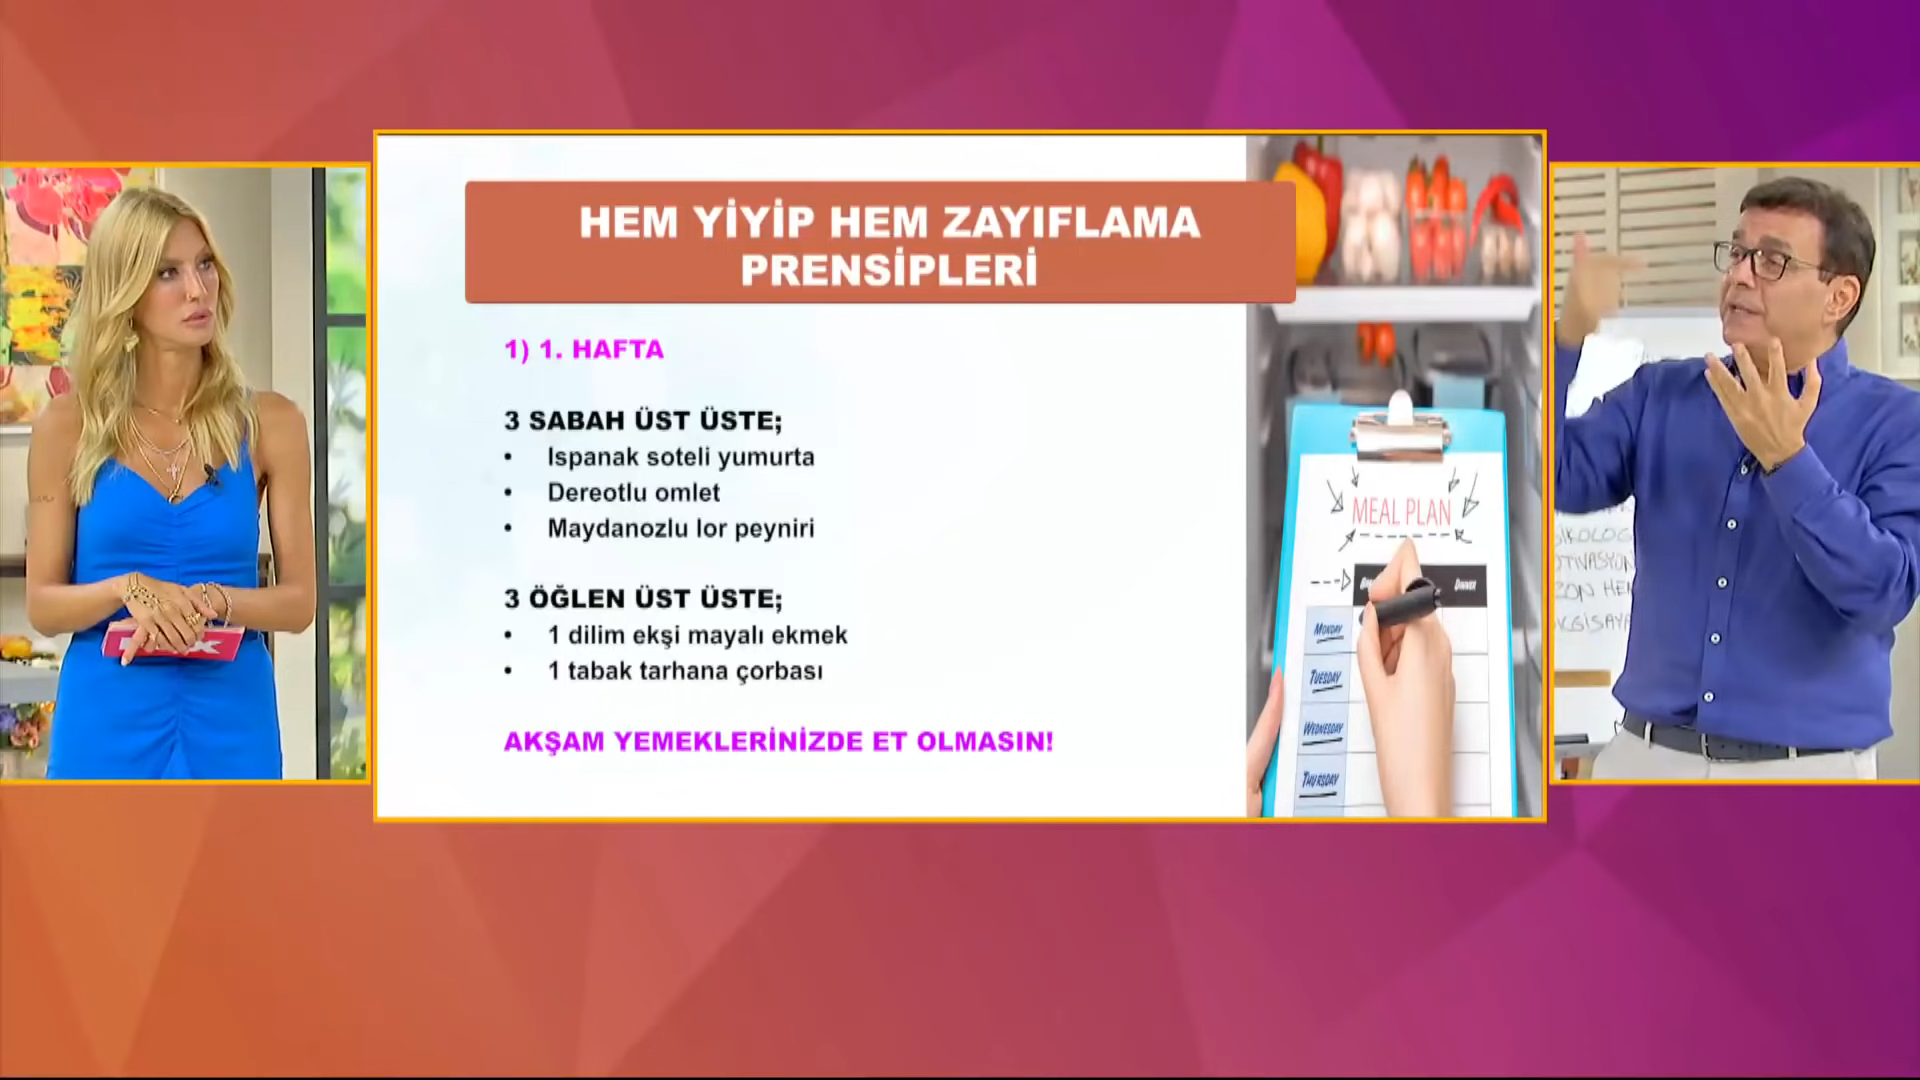 HEM YİYİP HEM ZAYIFLAMA
PRENSİPLERİ
1) 1. HAFTA
3 SABAH ÜST ÜSTE;
• Ispanak soteli yumurta
• Dereotlu omlet
• Maydanozlu lor peyniri
3 ÖĞLEN ÜST ÜSTE;
• 1 dilim ekşi mayalı ekmek
• 1 tabak tarhana çorbası
AKŞAM YEMEKLERİNİZDE ET OLMASIN!
MEAL PLAN
DINNER
MONDAY
TUESDAY
WEDNESDAY
THURSDAY